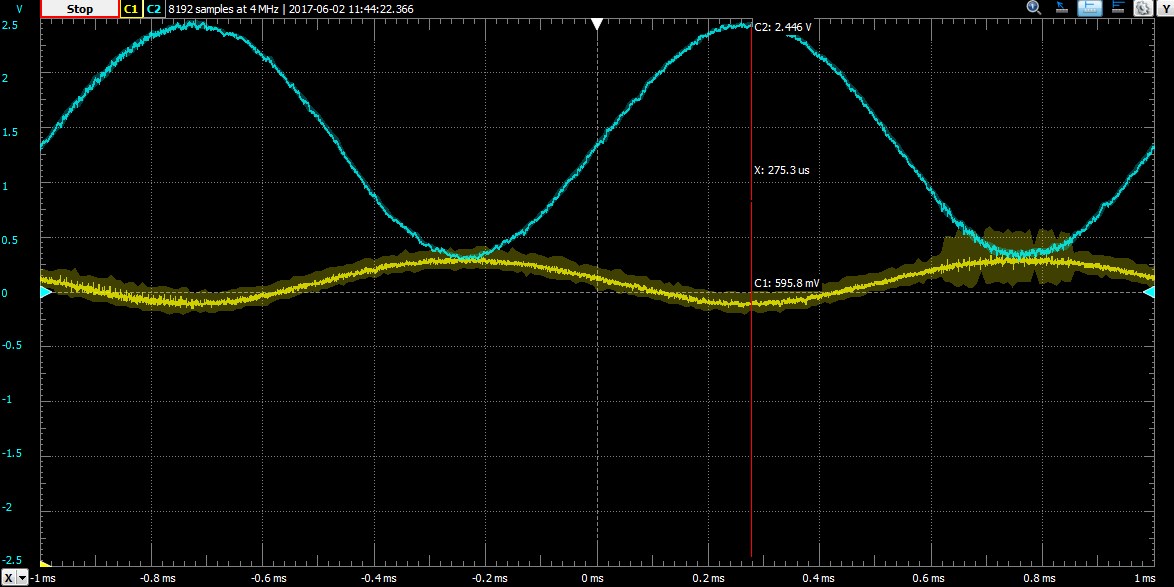 V Stop C1 C2 8192 samples at 4 MHz | 2017-06-02 11:44:22.366 Y
2.5
C2: 2.446 V
2
1.5
X: 275.3 us
1
0.5
C1: 595.8 mV
0
-0.5
-1
-1.5
-2
-2.5
X -1 ms -0.8 ms -0.6 ms -0.4 ms -0.2 ms 0 ms 0.2 ms 0.4 ms 0.6 ms 0.8 ms 1 ms